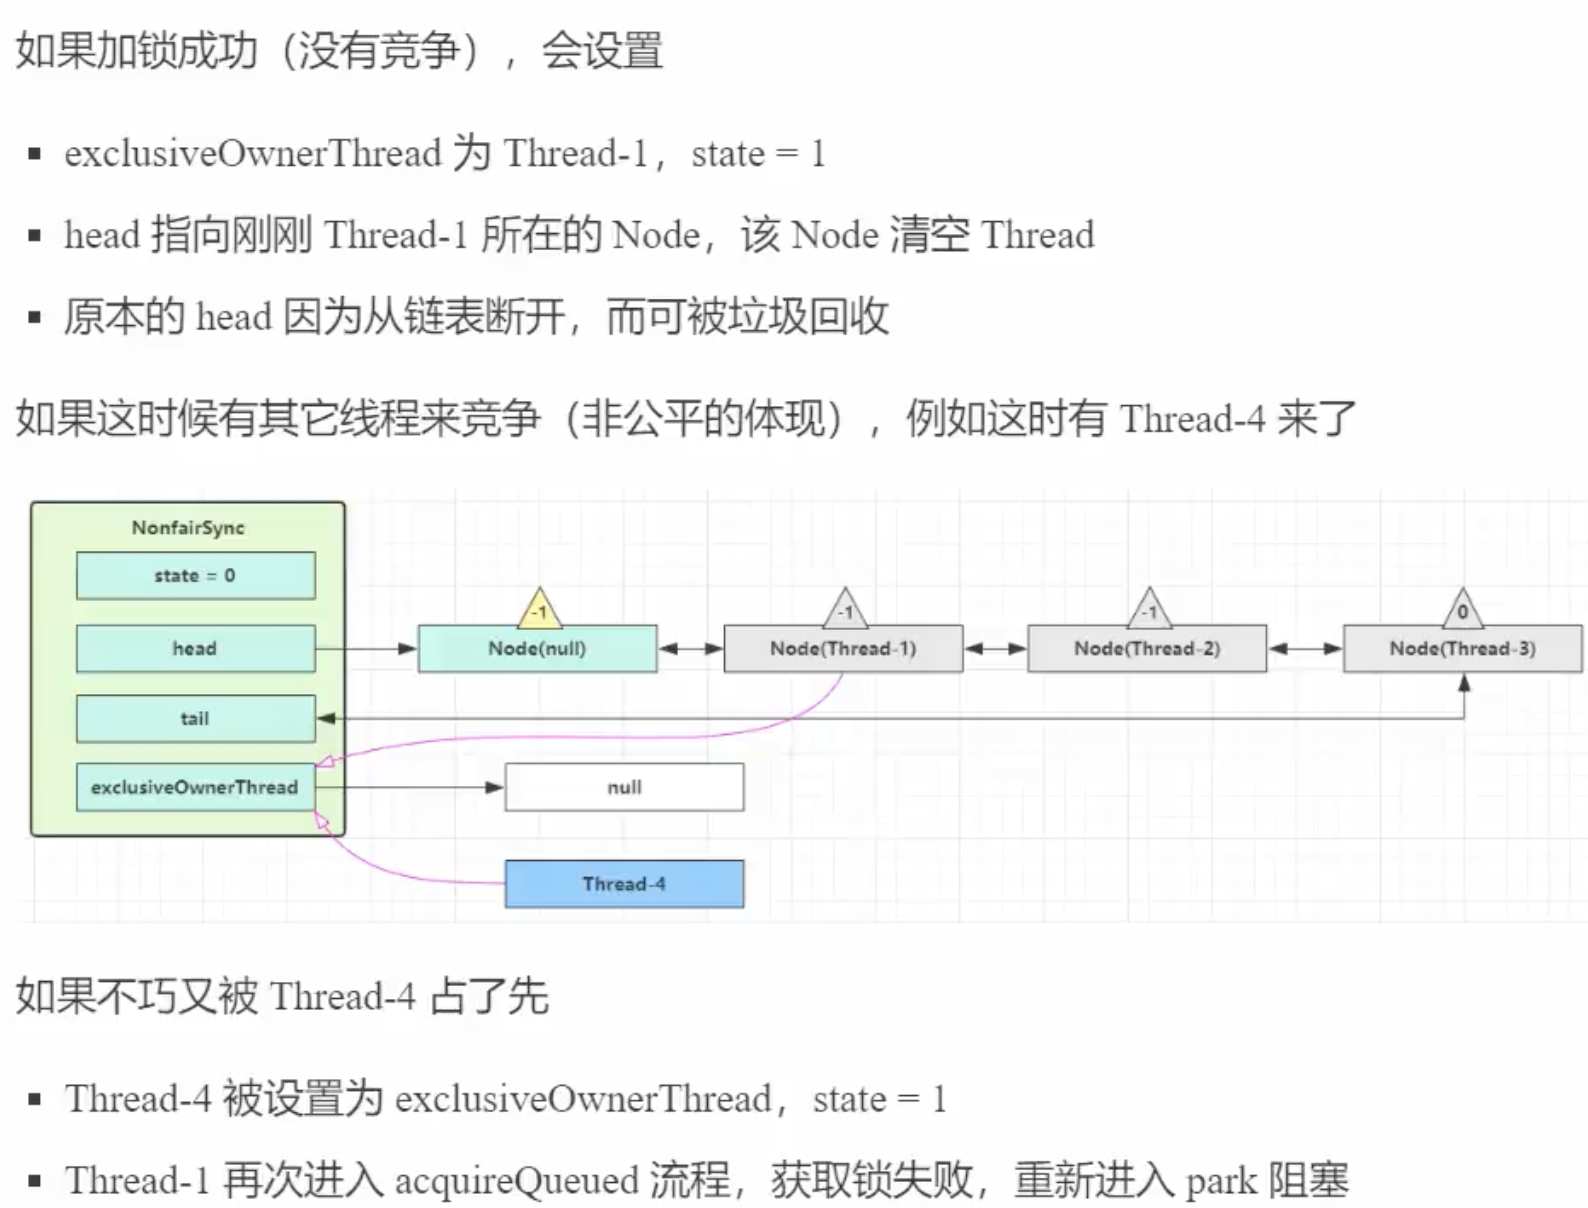 如果加锁成功（没有竞争），会设置
▪ exclusiveOwnerThread 为 Thread-1，state = 1
▪ head 指向刚刚 Thread-1 所在的 Node，该 Node 清空 Thread
▪ 原本的 head 因为从链表断开，而可被垃圾回收
如果这时候有其它线程来竞争（非公平的体现），例如这时有 Thread-4 来了
NonfairSync
state = 0
-1
-1
-1
0
head
Node(null)
Node(Thread-1)
Node(Thread-2)
Node(Thread-3)
tail
exclusiveOwnerThread
null
Thread-4
如果不巧又被 Thread-4 占了先
▪ Thread-4 被设置为 exclusiveOwnerThread，state = 1
▪ Thread-1 再次进入 acquireQueued 流程，获取锁失败，重新进入 park 阻塞